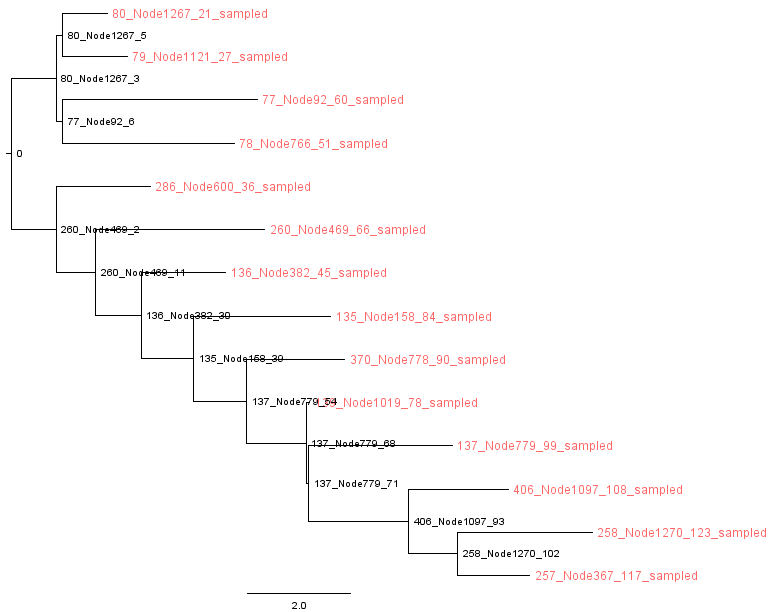 80_Node1267_21_sampled
80_Node1267_5
79_Node1121_27_sampled
80_Node1267_3
77_Node92_60_sampled
77_Node92_6
78_Node766_51_sampled
0
286_Node600_36_sampled
260_Node469_2
260_Node469_66_sampled
260_Node469_11
136_Node382_45_sampled
136_Node382_30
135_Node158_84_sampled
135_Node158_39
370_Node778_90_sampled
137_Node779_54
_Node1019_78_sampled
137_Node779_68
137_Node779_99_sampled
137_Node779_71
406_Node1097_108_sampled
406_Node1097_93
258_Node1270_123_sampled
258_Node1270_102
257_Node367_117_sampled
2.0